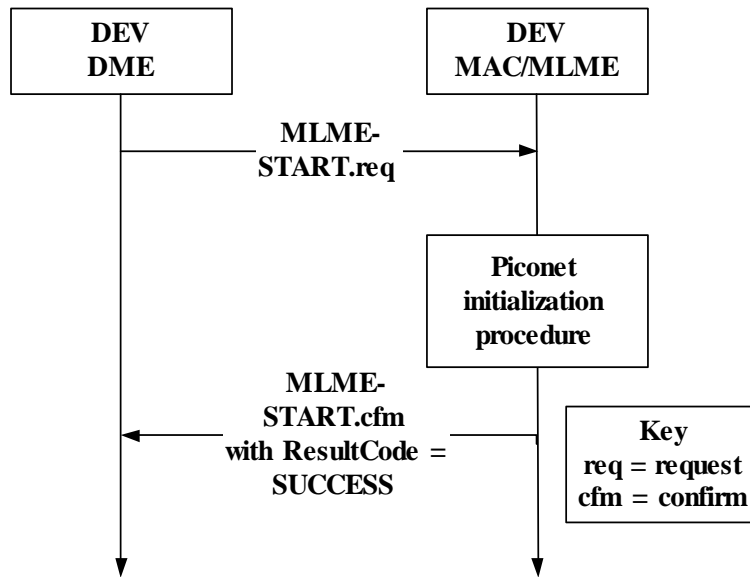 DEV
DME
DEV
MAC/MLME
MLME-
START.req
Piconet
initialization
procedure
MLME-
START.cfm
with ResultCode =
SUCCESS
Key
req = request
cfm = confirm